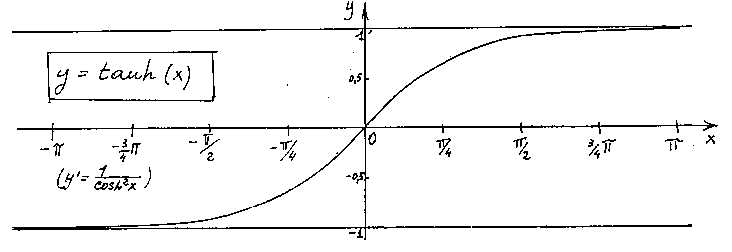 y
1
y = tanh (x)
0,5
-π -3/4π -π/2 -π/4 0 π/4 π/2 3/4π π x
(y' = 1/cosh²x)
-0,5
-1